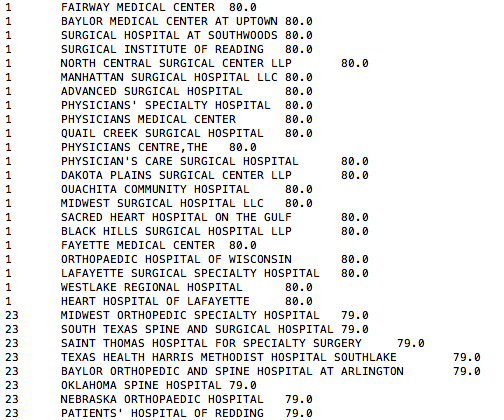 1 FAIRWAY MEDICAL CENTER 80.0
1 BAYLOR MEDICAL CENTER AT UPTOWN 80.0
1 SURGICAL HOSPITAL AT SOUTHWOODS 80.0
1 SURGICAL INSTITUTE OF READING 80.0
1 NORTH CENTRAL SURGICAL CENTER LLP 80.0
1 MANHATTAN SURGICAL HOSPITAL LLC 80.0
1 ADVANCED SURGICAL HOSPITAL 80.0
1 PHYSICIANS' SPECIALTY HOSPITAL 80.0
1 PHYSICIANS MEDICAL CENTER 80.0
1 QUAIL CREEK SURGICAL HOSPITAL 80.0
1 PHYSICIANS CENTRE,THE 80.0
1 PHYSICIAN'S CARE SURGICAL HOSPITAL 80.0
1 DAKOTA PLAINS SURGICAL CENTER LLP 80.0
1 OUACHITA COMMUNITY HOSPITAL 80.0
1 MIDWEST SURGICAL HOSPITAL LLC 80.0
1 SACRED HEART HOSPITAL ON THE GULF 80.0
1 BLACK HILLS SURGICAL HOSPITAL LLP 80.0
1 FAYETTE MEDICAL CENTER 80.0
1 ORTHOPAEDIC HOSPITAL OF WISCONSIN 80.0
1 LAFAYETTE SURGICAL SPECIALTY HOSPITAL 80.0
1 WESTLAKE REGIONAL HOSPITAL 80.0
1 HEART HOSPITAL OF LAFAYETTE 80.0
23 MIDWEST ORTHOPEDIC SPECIALTY HOSPITAL 79.0
23 SOUTH TEXAS SPINE AND SURGICAL HOSPITAL 79.0
23 SAINT THOMAS HOSPITAL FOR SPECIALTY SURGERY 79.0
23 TEXAS HEALTH HARRIS METHODIST HOSPITAL SOUTHLAKE 79.0
23 BAYLOR ORTHOPEDIC AND SPINE HOSPITAL AT ARLINGTON 79.0
23 OKLAHOMA SPINE HOSPITAL 79.0
23 NEBRASKA ORTHOPAEDIC HOSPITAL 79.0
23 PATIENTS' HOSPITAL OF REDDING 79.0